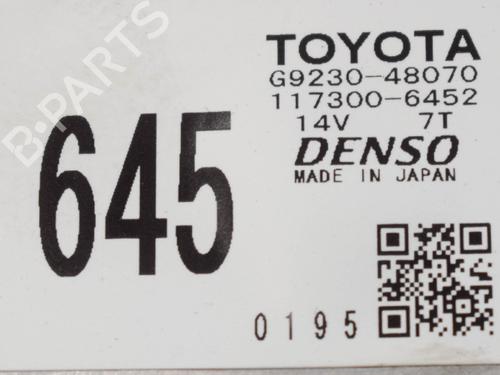 B-PARTS
TOYOTA
G9230-48070
117300-6452
14V 7T
DENSO
MADE IN JAPAN
645
0195